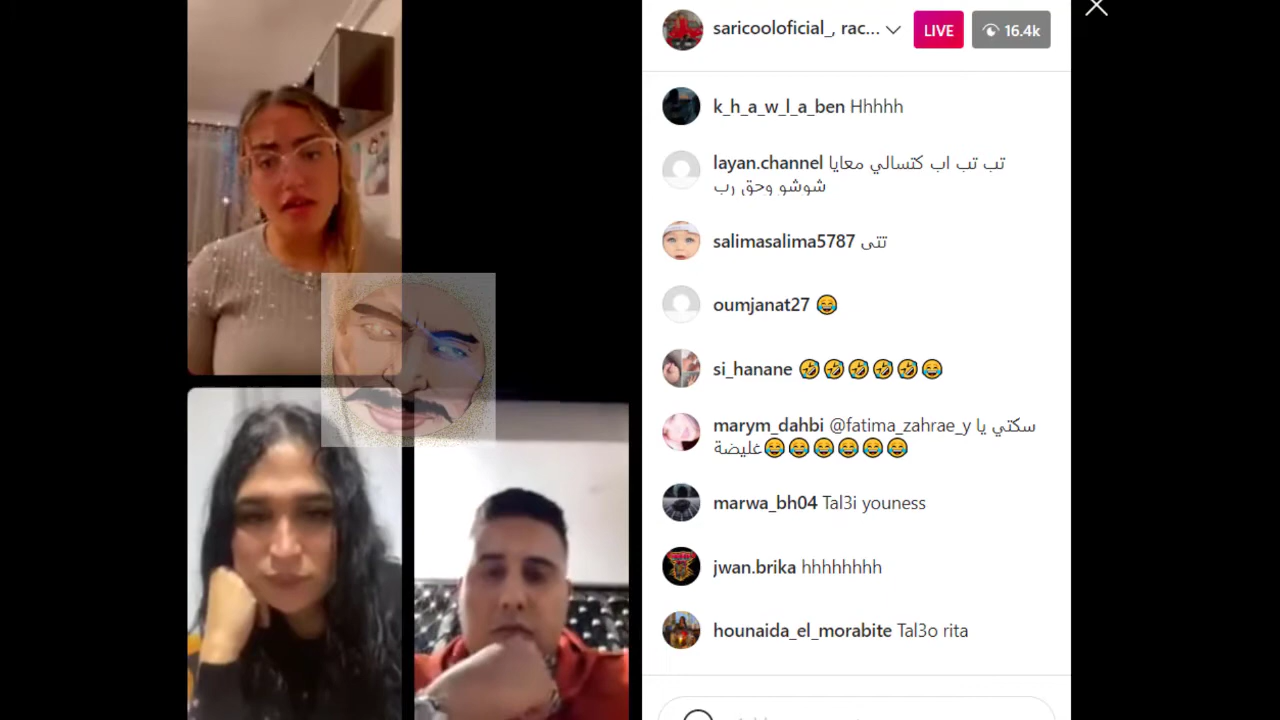 saricooloficial_, rac...
LIVE
16.4k
k_h_a_w_l_a_ben Hhhhh
layan.channel تب تب اب كتسالي معايا
شوشو وحق رب
salimasalima5787 تتى
oumjanat27 😂
si_hanane 🤣🤣🤣🤣🤣😂
marym_dahbi @fatima_zahrae_y سكتي يا
غليضة😂😂😂😂😂😂
marwa_bh04 Tal3i youness
jwan.brika hhhhhhhh
hounaida_el_morabite Tal3o rita